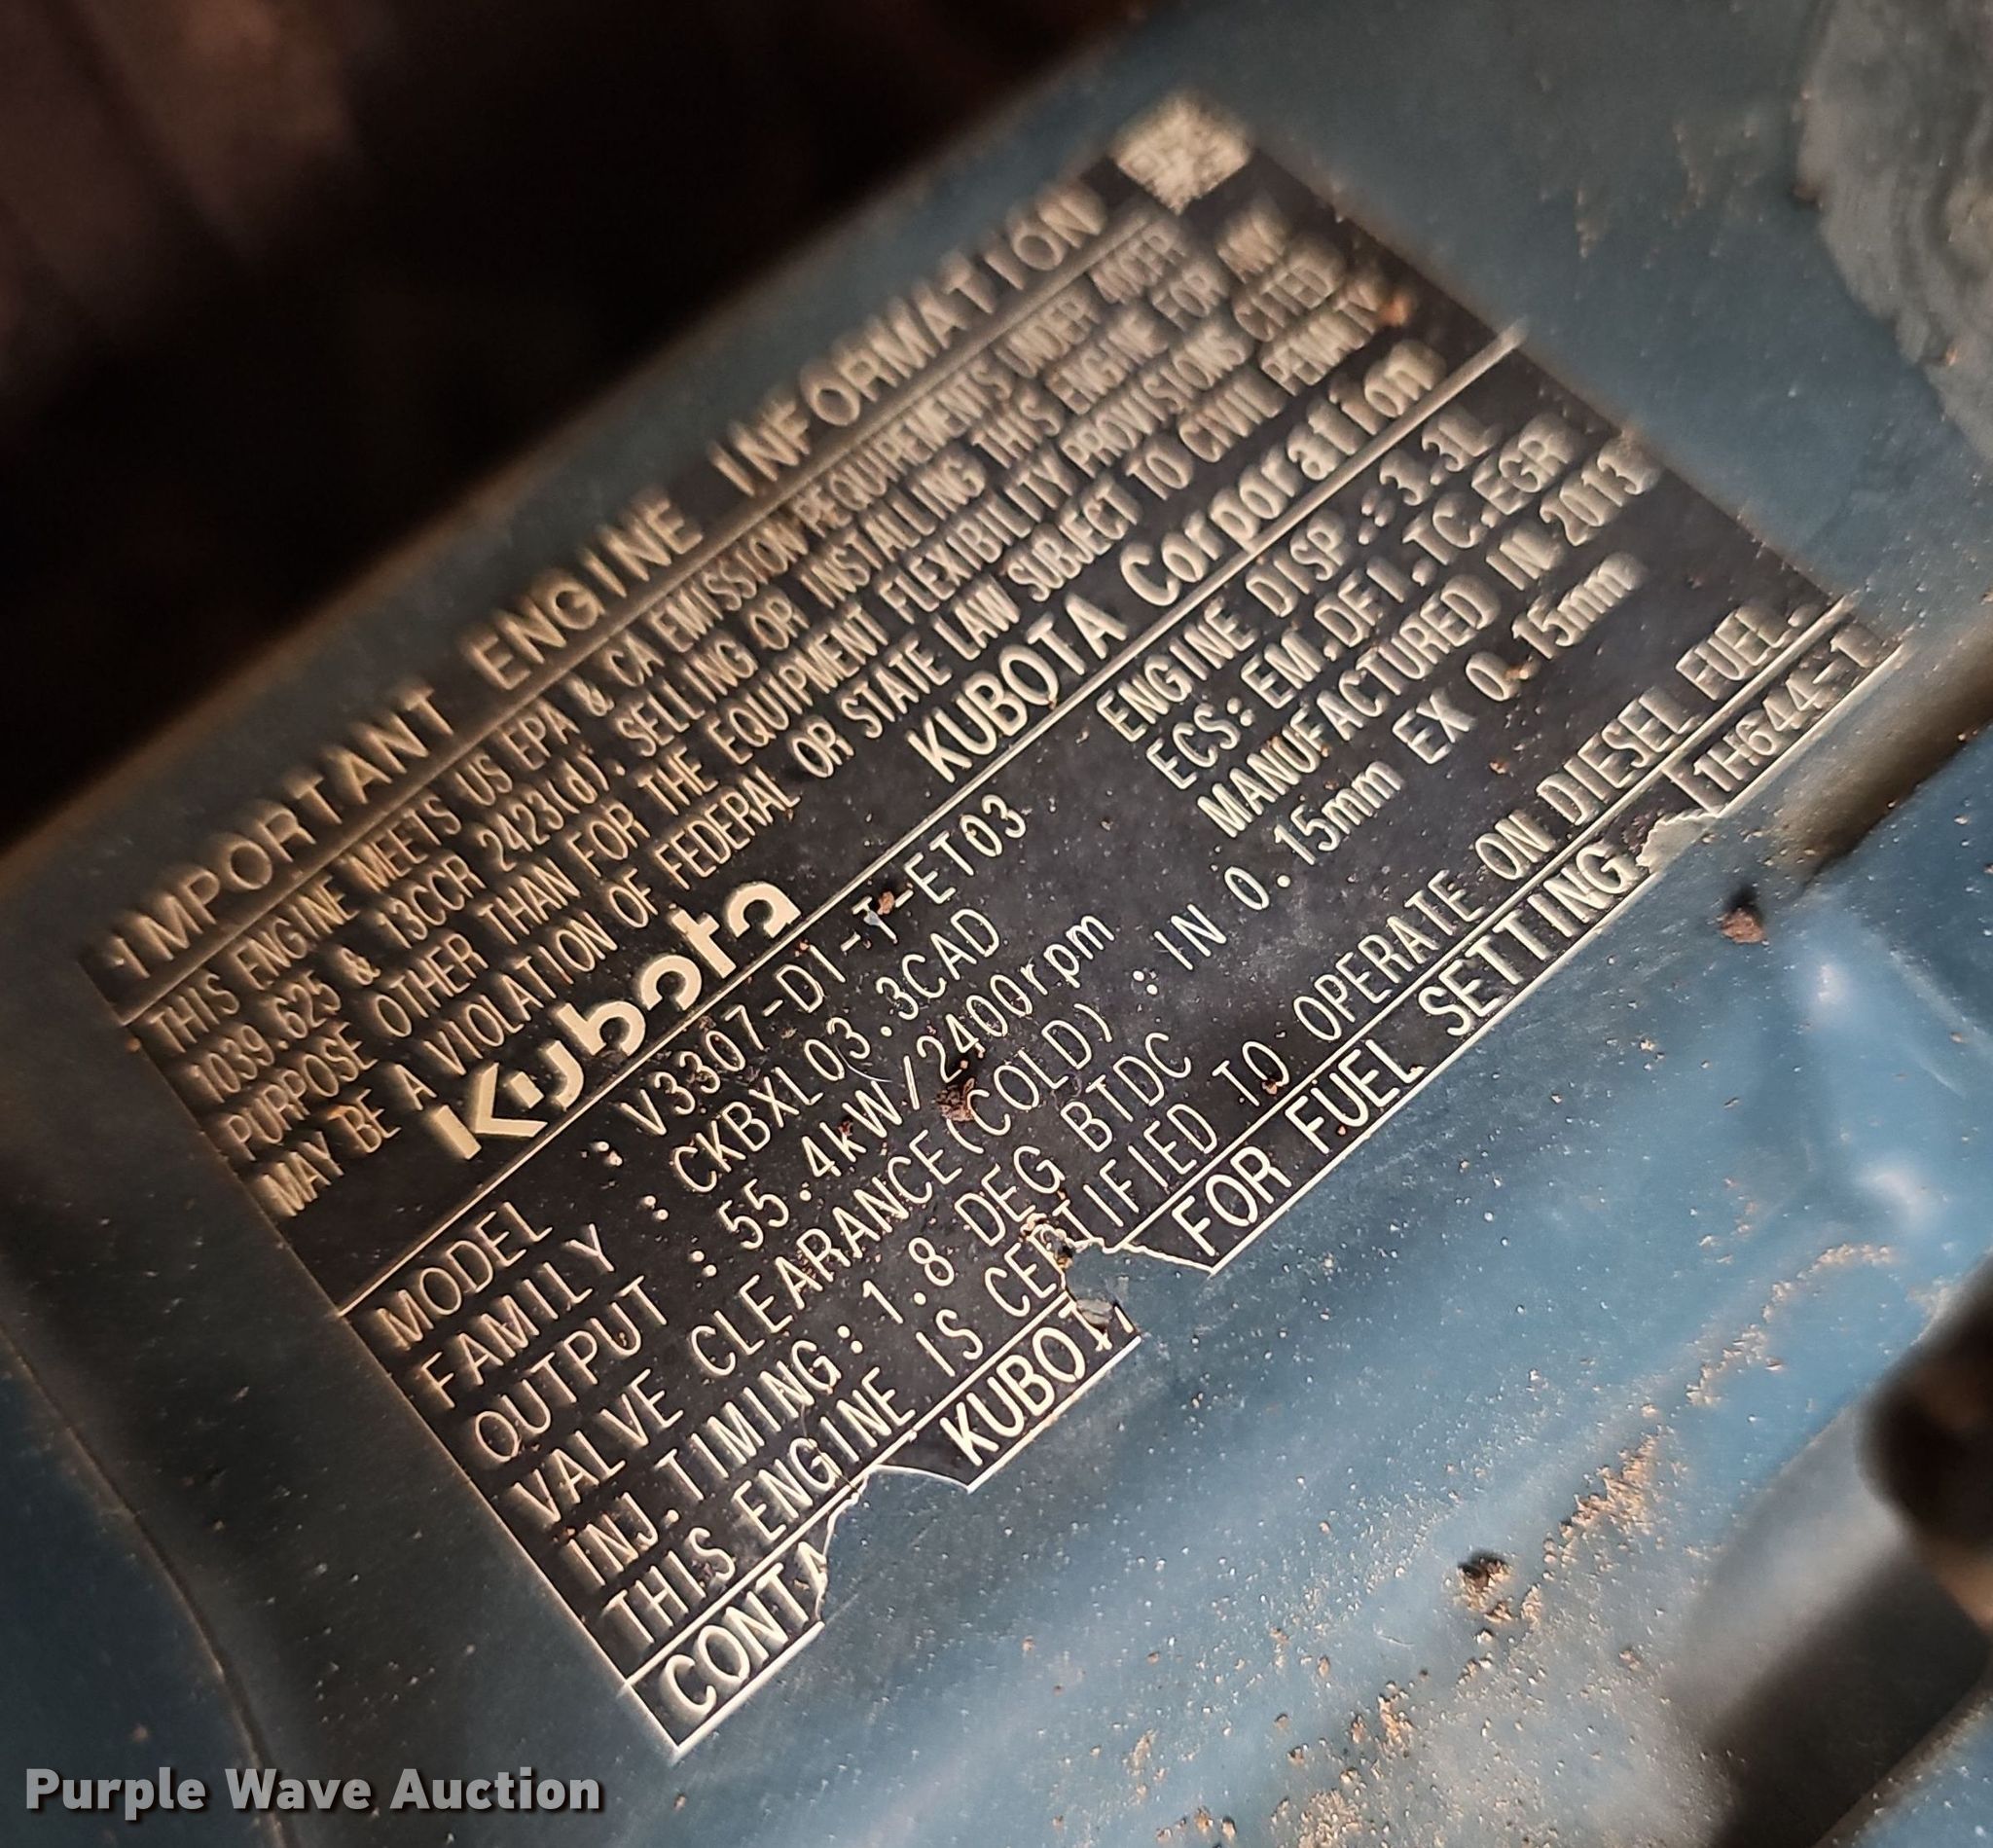 IMPORTANT ENGINE INFORMATION
THIS ENGINE MEETS US EPA & CA EMISSION REQUIREMENTS UNDER 40CFR
1039.625 & 13CCR 2423(d). SELLING OR INSTALLING THIS ENGINE FOR ANY
PURPOSE OTHER THAN FOR THE EQUIPMENT FLEXIBILITY PROVISIONS CITED
MAY BE A VIOLATION OF FEDERAL OR STATE LAW SUBJECT TO CIVIL PENALTY
Kubota KUBOTA Corporation
MODEL : V3307-DI-T-ET03 ENGINE DISP.: 3.3L
FAMILY : CKBXL03.3CAD ECS: EM.DFI.TC.EGR
OUTPUT : 55.4kW/2400rpm MANUFACTURED IN 2013
VALVE CLEARANCE(COLD) : IN 0.15mm EX 0.15mm
INJ.TIMING: 1.8 DEG BTDC
THIS ENGINE IS CERTIFIED TO OPERATE ON DIESEL FUEL.
CONTA KUBOTA FOR FUEL SETTING. 1H644-1
Purple Wave Auction